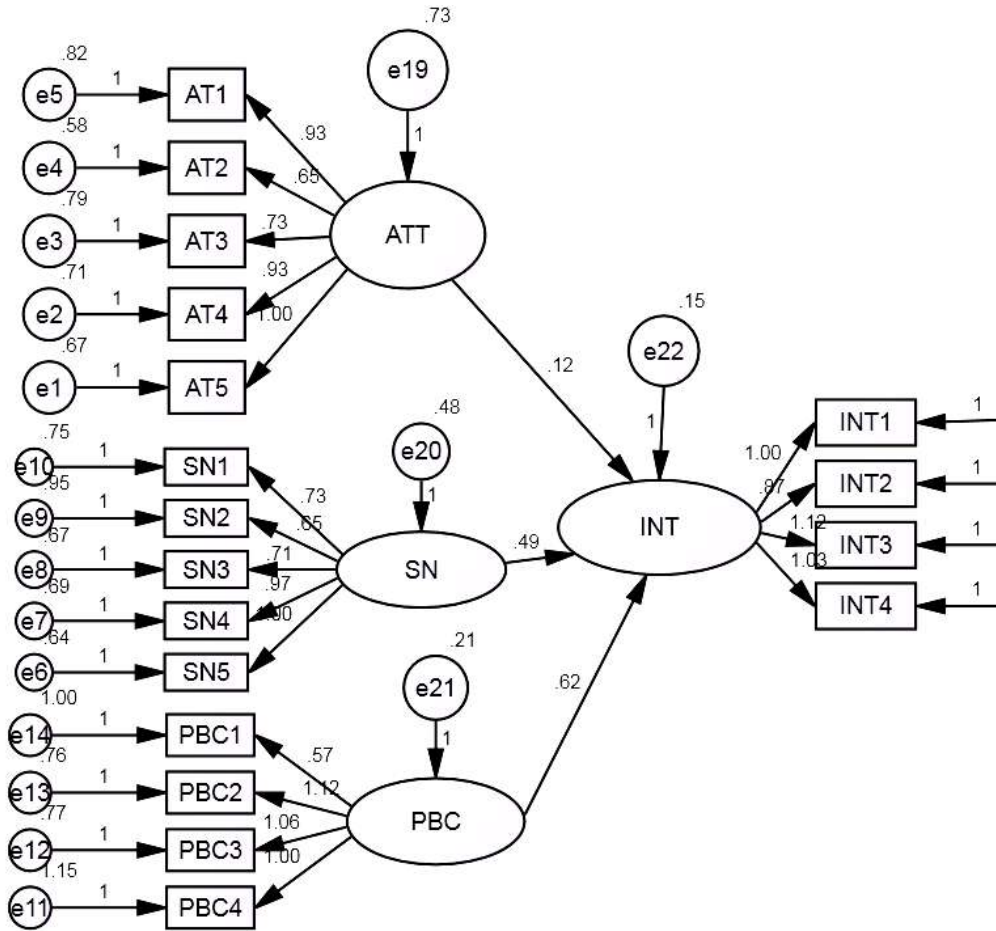 .73
.82
e19
e5 1 AT1
.58
.93 1
e4 1 AT2
.65
.79
e3 1 AT3 .73 ATT
.71
.93
e2 1 AT4
1.00
.67
e1 1 AT5
.15
e22
.12
1
.48
.75
e20
e10 1 SN1
.95
1
.73
e9 1 SN2
.65
.67
e8 1 SN3 .71 SN .49 INT
.69
.97
e7 1 SN4
1.00
.64
e6 1 SN5
1.00 INT1 1
.87 INT2 1
1.12 INT3 1
1.03 INT4 1
.21
1.00
e21
e14 1 PBC1
.76
.57 1
.62
e13 1 PBC2
1.12
.77
PBC
e12 1 PBC3 1.06
1.15
1.00
e11 1 PBC4